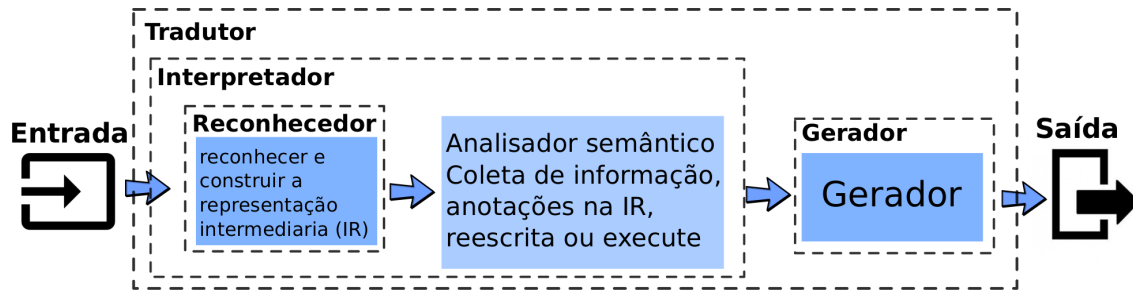 Tradutor
Interpretador
Entrada
Reconhecedor
reconhecer e
construir a
representação
intermediaria (IR)
Analisador semântico
Coleta de informação,
anotações na IR,
reescrita ou execute
Gerador
Gerador
Saída